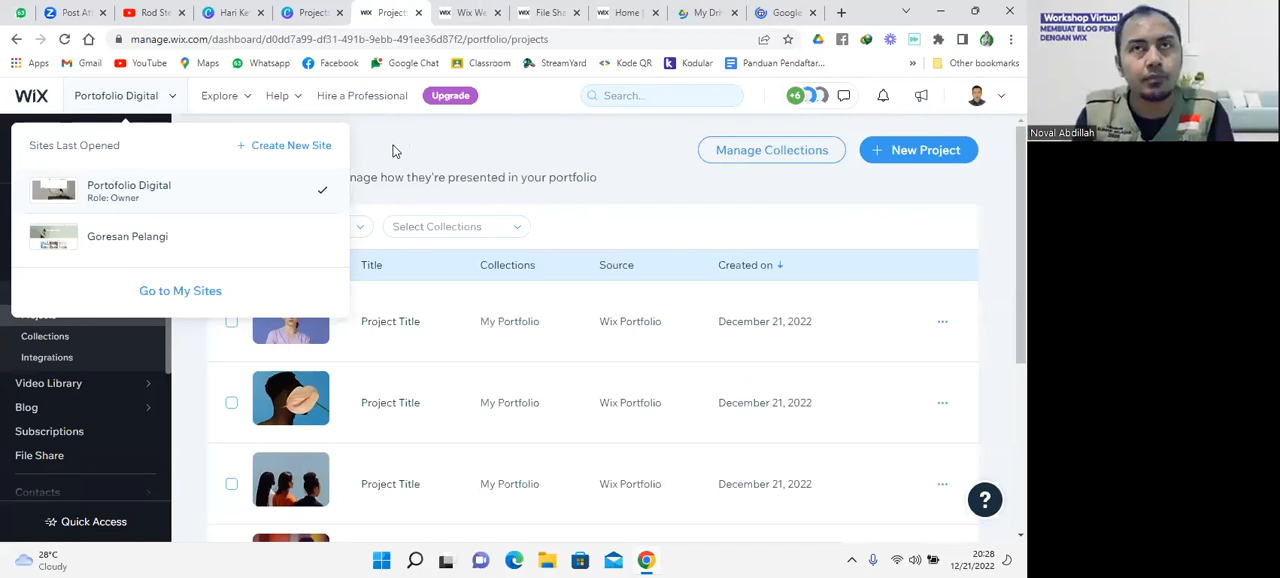 Post At
Rod Ste
Hari Ke
Project
Project
Wix W
File Sha
Home |
My Dri
Google
manage.wix.com/dashboard/d0dd7a99-df31-4918-b096-49c6e36d87f2/portfolio/projects
Apps
Gmail
YouTube
Maps
Whatsapp
Facebook
Google Chat
Classroom
StreamYard
Kode QR
Kodular
Panduan Pendaftar...
»
Other bookmarks
WiX
Portofolio Digital
Explore
Help
Hire a Professional
Upgrade
Search...
+6
Sites Last Opened
+ Create New Site
Portofolio Digital
Role: Owner
Goresan Pelangi
Go to My Sites
Manage Collections
+ New Project
nage how they're presented in your portfolio
Select Collections
Title
Collections
Source
Created on
Project Title
My Portfolio
Wix Portfolio
December 21, 2022
Project Title
My Portfolio
Wix Portfolio
December 21, 2022
Project Title
My Portfolio
Wix Portfolio
December 21, 2022
Collections
Integrations
Video Library
Blog
Subscriptions
File Share
Contacts
Quick Access
?
28°C
Cloudy
20:28
12/21/2022
Workshop Virtual
DENGAN WIX
Noval Abdillah